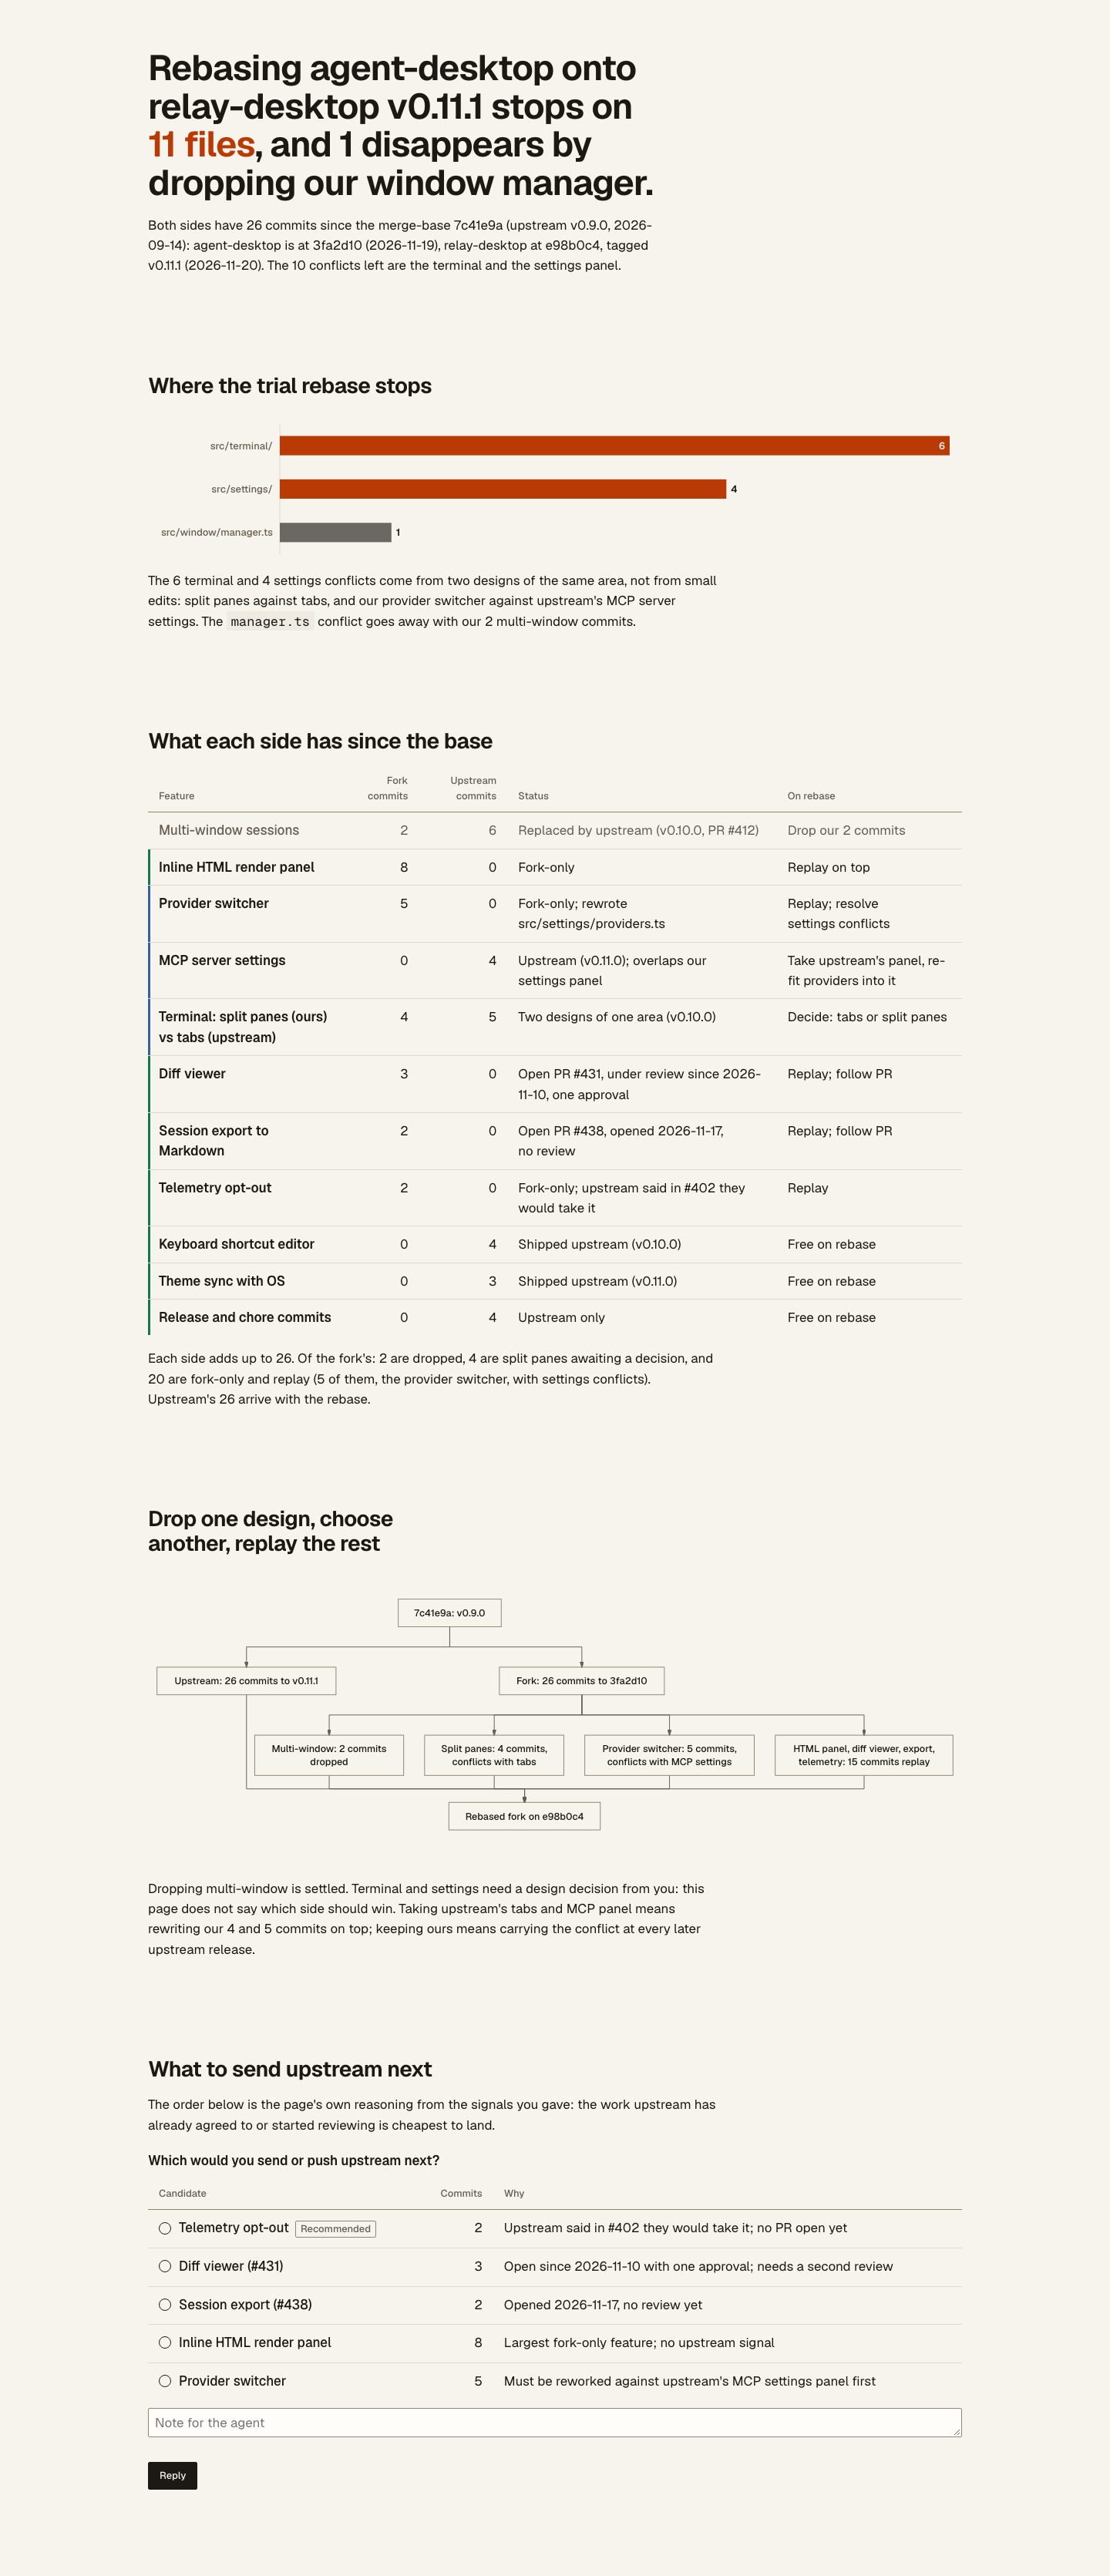 Rebasing agent-desktop onto
relay-desktop v0.11.1 stops on
11 files, and 1 disappears by
dropping our window manager.
Both sides have 26 commits since the merge-base 7c41e9a (upstream v0.9.0, 2026-
09-14): agent-desktop is at 3fa2d10 (2026-11-19), relay-desktop at e98b0c4, tagged
v0.11.1 (2026-11-20). The 10 conflicts left are the terminal and the settings panel.
Where the trial rebase stops
src/terminal/ 6
src/settings/ 4
src/window/manager.ts 1
The 6 terminal and 4 settings conflicts come from two designs of the same area, not from small
edits: split panes against tabs, and our provider switcher against upstream's MCP server
settings. The manager.ts conflict goes away with our 2 multi-window commits.
What each side has since the base
Feature Fork commits Upstream commits Status On rebase
Multi-window sessions 2 6 Replaced by upstream (v0.10.0, PR #412) Drop our 2 commits
Inline HTML render panel 8 0 Fork-only Replay on top
Provider switcher 5 0 Fork-only; rewrote Replay; resolve
src/settings/providers.ts settings conflicts
MCP server settings 0 4 Upstream (v0.11.0); overlaps our Take upstream's panel, re-
settings panel fit providers into it
Terminal: split panes (ours) 4 5 Two designs of one area (v0.10.0) Decide: tabs or split panes
vs tabs (upstream)
Diff viewer 3 0 Open PR #431, under review since 2026- Replay; follow PR
11-10, one approval
Session export to 2 0 Open PR #438, opened 2026-11-17, Replay; follow PR
Markdown no review
Telemetry opt-out 2 0 Fork-only; upstream said in #402 they Replay
would take it
Keyboard shortcut editor 0 4 Shipped upstream (v0.10.0) Free on rebase
Theme sync with OS 0 3 Shipped upstream (v0.11.0) Free on rebase
Release and chore commits 0 4 Upstream only Free on rebase
Each side adds up to 26. Of the fork's: 2 are dropped, 4 are split panes awaiting a decision, and
20 are fork-only and replay (5 of them, the provider switcher, with settings conflicts).
Upstream's 26 arrive with the rebase.
Drop one design, choose
another, replay the rest
7c41e9a: v0.9.0
Upstream: 26 commits to v0.11.1 Fork: 26 commits to 3fa2d10
Multi-window: 2 commits Split panes: 4 commits, Provider switcher: 5 commits, HTML panel, diff viewer, export,
dropped conflicts with tabs conflicts with MCP settings telemetry: 15 commits replay
Rebased fork on e98b0c4
Dropping multi-window is settled. Terminal and settings need a design decision from you: this
page does not say which side should win. Taking upstream's tabs and MCP panel means
rewriting our 4 and 5 commits on top; keeping ours means carrying the conflict at every later
upstream release.
What to send upstream next
The order below is the page's own reasoning from the signals you gave: the work upstream has
already agreed to or started reviewing is cheapest to land.
Which would you send or push upstream next?
Candidate Commits Why
Telemetry opt-out Recommended 2 Upstream said in #402 they would take it; no PR open yet
Diff viewer (#431) 3 Open since 2026-11-10 with one approval; needs a second review
Session export (#438) 2 Opened 2026-11-17, no review yet
Inline HTML render panel 8 Largest fork-only feature; no upstream signal
Provider switcher 5 Must be reworked against upstream's MCP settings panel first
Note for the agent
Reply